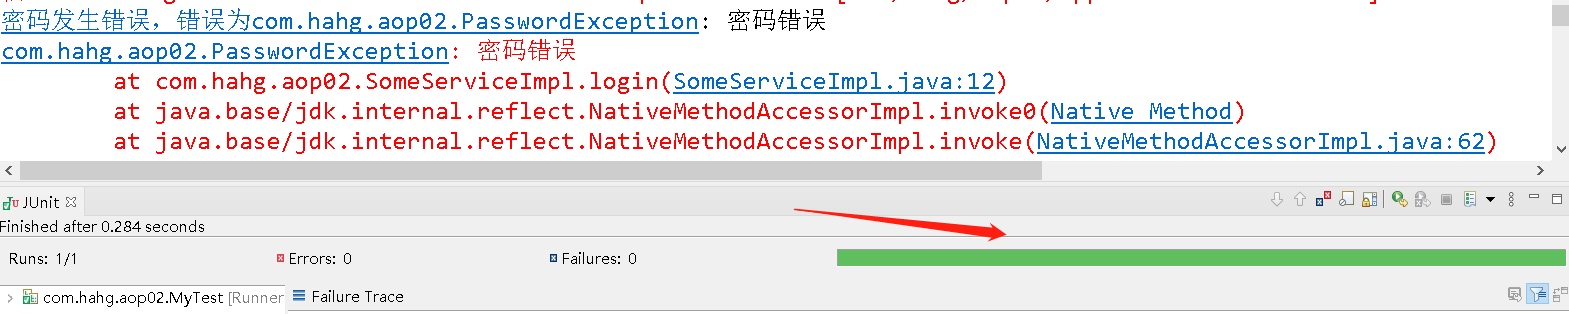 密码发生错误，错误为com.hahg.aop02.PasswordException: 密码错误
com.hahg.aop02.PasswordException: 密码错误
at com.hahg.aop02.SomeServiceImpl.login(SomeServiceImpl.java:12)
at java.base/jdk.internal.reflect.NativeMethodAccessorImpl.invoke0(Native Method)
at java.base/jdk.internal.reflect.NativeMethodAccessorImpl.invoke(NativeMethodAccessorImpl.java:62)
JUnit
Finished after 0.284 seconds
Runs: 1/1 Errors: 0 Failures: 0
com.hahg.aop02.MyTest [Runner Failure Trace